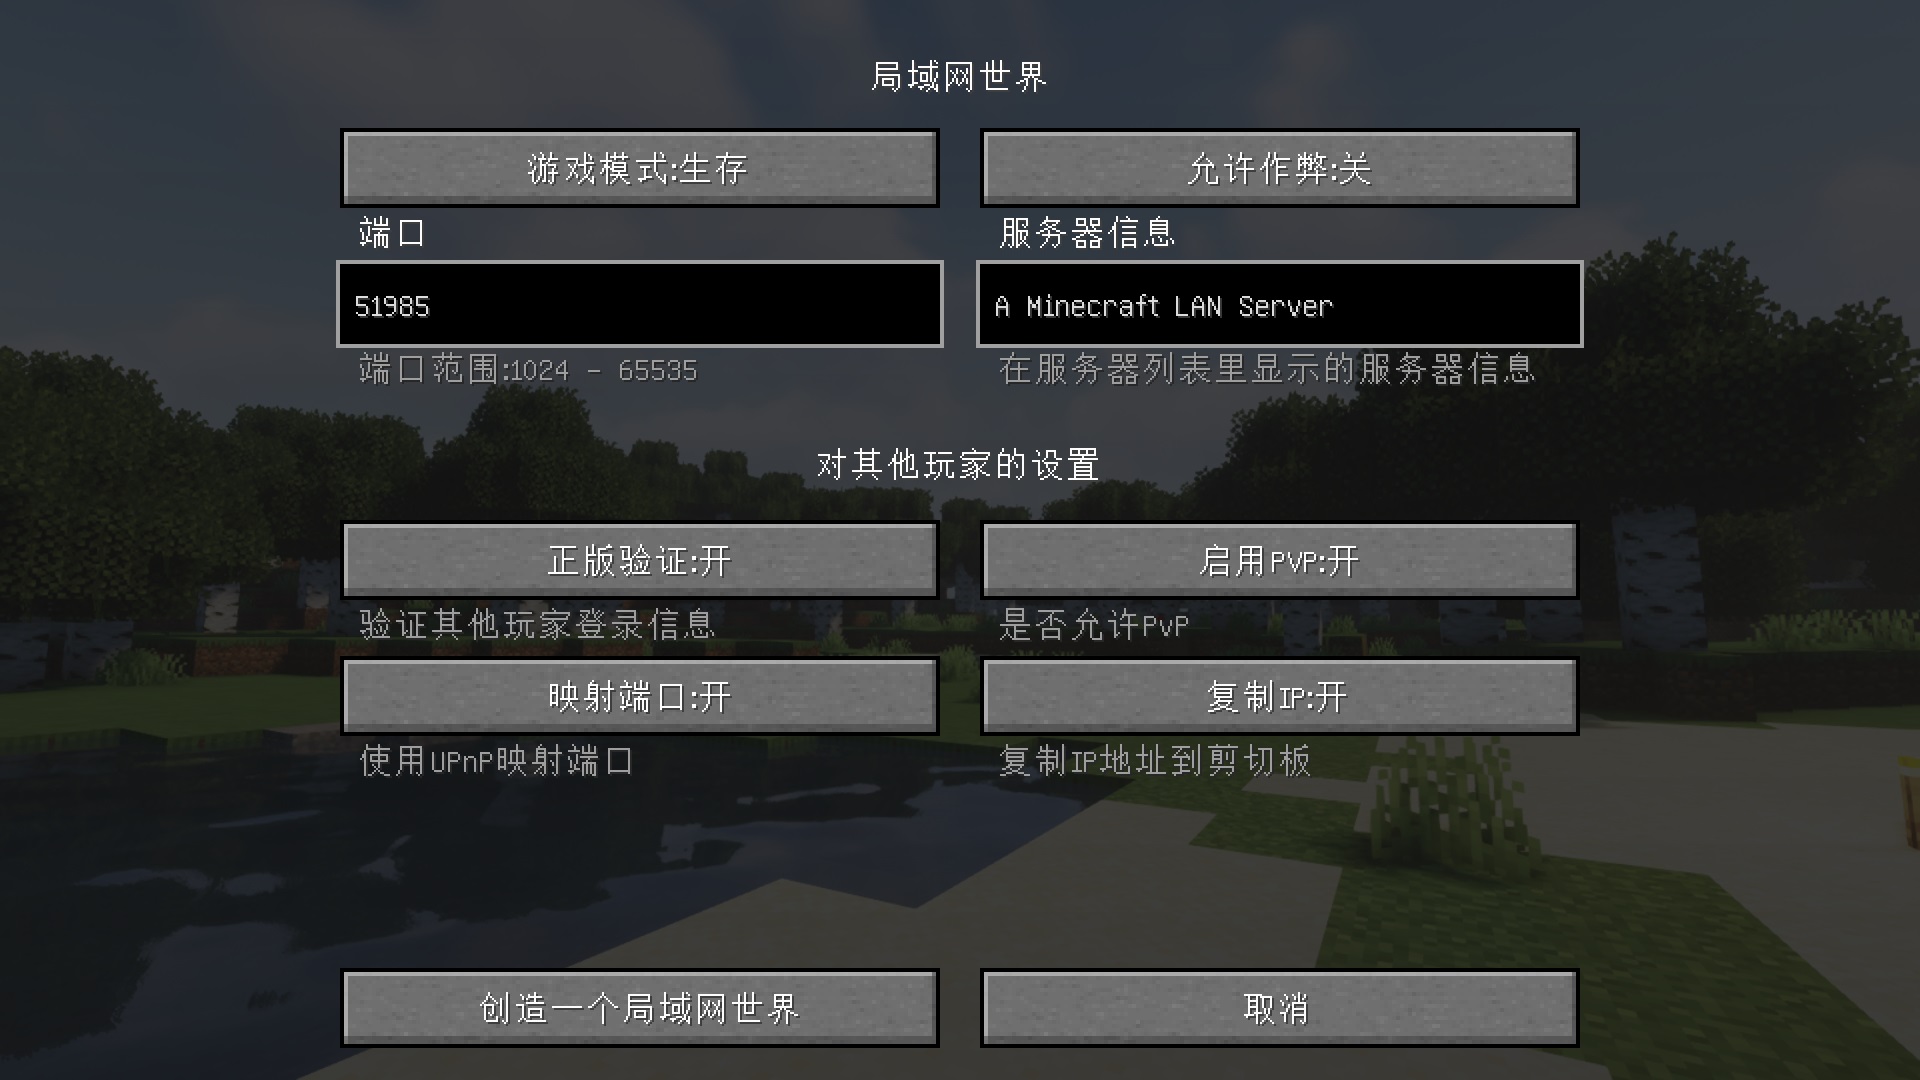 局域网世界
游戏模式:生存
允许作弊:关
端口
服务器信息
51985
A Minecraft LAN Server
端口范围:1024 - 65535
在服务器列表里显示的服务器信息
对其他玩家的设置
正版验证:开
启用PVP:开
验证其他玩家登录信息
是否允许PvP
映射端口:开
复制IP:开
使用UPnP映射端口
复制IP地址到剪切板
创造一个局域网世界
取消